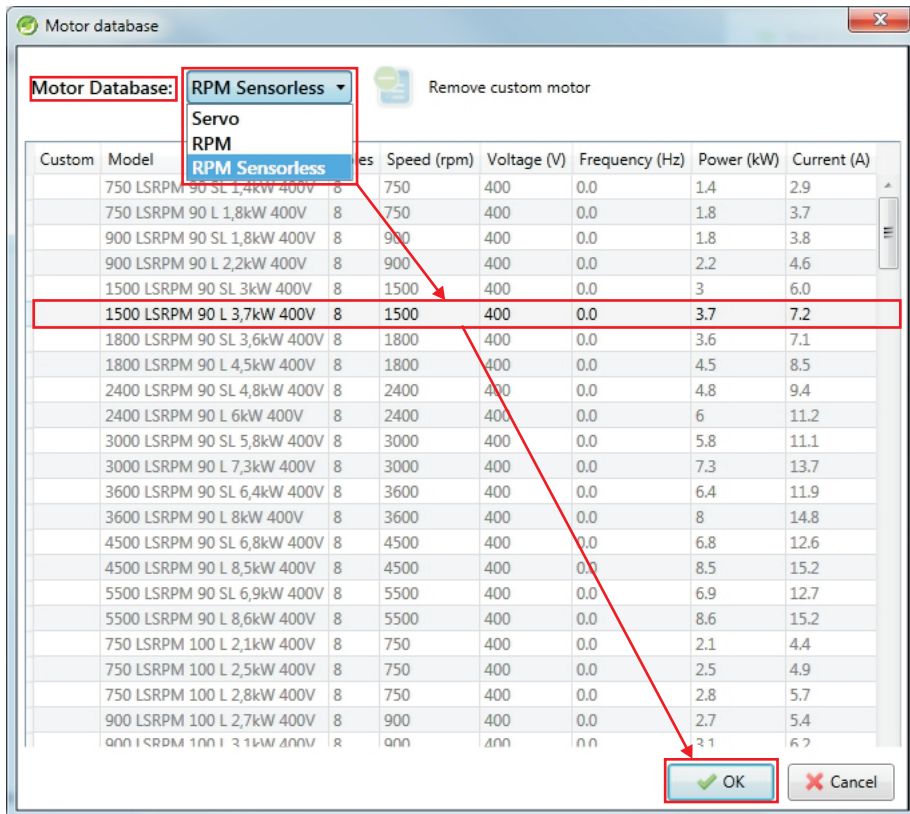 Motor database
Motor Database: RPM Sensorless Remove custom motor
Servo
RPM
RPM Sensorless
Custom Model es Speed (rpm) Voltage (V) Frequency (Hz) Power (kW) Current (A)
750 LSRPM 90 SL 1,4kW 400V 8 750 400 0.0 1.4 2.9
750 LSRPM 90 L 1,8kW 400V 8 750 400 0.0 1.8 3.7
900 LSRPM 90 SL 1,8kW 400V 8 900 400 0.0 1.8 3.8
900 LSRPM 90 L 2,2kW 400V 8 900 400 0.0 2.2 4.6
1500 LSRPM 90 SL 3kW 400V 8 1500 400 0.0 3 6.0
1500 LSRPM 90 L 3,7kW 400V 8 1500 400 0.0 3.7 7.2
1800 LSRPM 90 SL 3,6kW 400V 8 1800 400 0.0 3.6 7.1
1800 LSRPM 90 L 4,5kW 400V 8 1800 400 0.0 4.5 8.5
2400 LSRPM 90 SL 4,8kW 400V 8 2400 400 0.0 4.8 9.4
2400 LSRPM 90 L 6kW 400V 8 2400 400 0.0 6 11.2
3000 LSRPM 90 SL 5,8kW 400V 8 3000 400 0.0 5.8 11.1
3000 LSRPM 90 L 7,3kW 400V 8 3000 400 0.0 7.3 13.7
3600 LSRPM 90 SL 6,4kW 400V 8 3600 400 0.0 6.4 11.9
3600 LSRPM 90 L 8kW 400V 8 3600 400 0.0 8 14.8
4500 LSRPM 90 SL 6,8kW 400V 8 4500 400 0.0 6.8 12.6
4500 LSRPM 90 L 8,5kW 400V 8 4500 400 0.0 8.5 15.2
5500 LSRPM 90 SL 6,9kW 400V 8 5500 400 0.0 6.9 12.7
5500 LSRPM 90 L 8,6kW 400V 8 5500 400 0.0 8.6 15.2
750 LSRPM 100 L 2,1kW 400V 8 750 400 0.0 2.1 4.4
750 LSRPM 100 L 2,5kW 400V 8 750 400 0.0 2.5 4.9
750 LSRPM 100 L 2,8kW 400V 8 750 400 0.0 2.8 5.7
900 LSRPM 100 L 2,7kW 400V 8 900 400 0.0 2.7 5.4
900 LSRPM 100 L 3,1kW 400V 8 900 400 0.0 3.1 6.2
OK Cancel